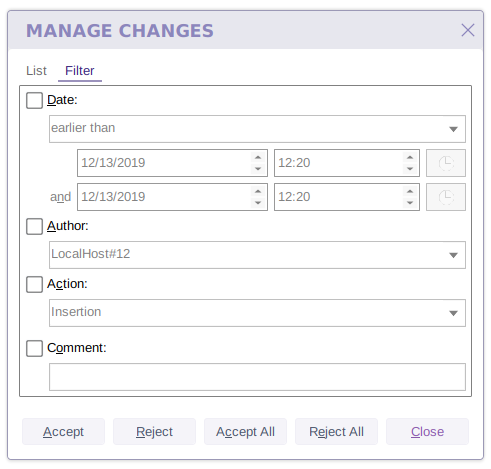 MANAGE CHANGES
List Filter
Date:
earlier than
12/13/2019 12:20
and 12/13/2019 12:20
Author:
LocalHost#12
Action:
Insertion
Comment:
Accept Reject Accept All Reject All Close